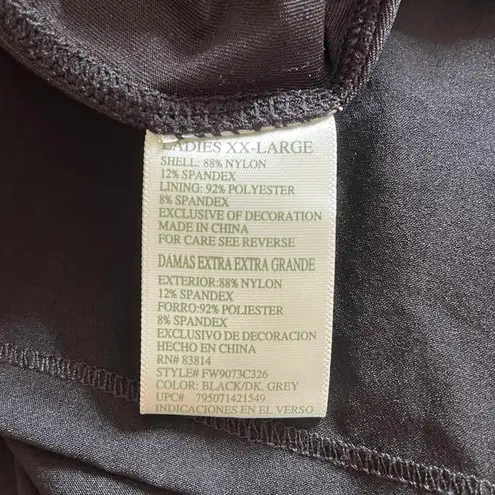 LADIES XX-LARGE
SHELL: 88% NYLON
12% SPANDEX
LINING: 92% POLYESTER
8% SPANDEX
EXCLUSIVE OF DECORATION
MADE IN CHINA
FOR CARE SEE REVERSE
DAMAS EXTRA EXTRA GRANDE
EXTERIOR:88% NYLON
12% SPANDEX
FORRO:92% POLIESTER
8% SPANDEX
EXCLUSIVO DE DECORACION
HECHO EN CHINA
RN# 83814
STYLE# FW9073C326
COLOR: BLACK/DK. GREY
UPC# 795071421549
INDICACIONES EN EL VERSO